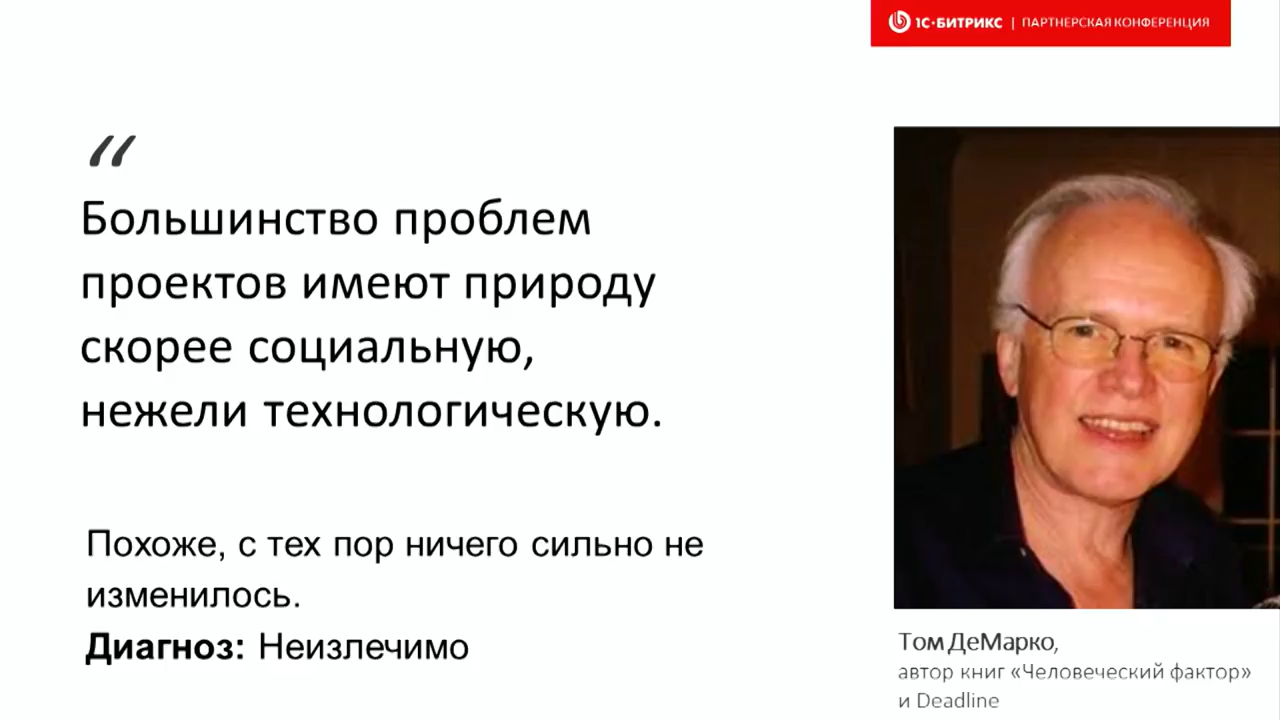 1С-БИТРИКС | ПАРТНЕРСКАЯ КОНФЕРЕНЦИЯ
“
Большинство проблем
проектов имеют природу
скорее социальную,
нежели технологическую.
Похоже, с тех пор ничего сильно не
изменилось.
Диагноз: Неизлечимо
Том ДеМарко,
автор книг «Человеческий фактор»
и Deadline